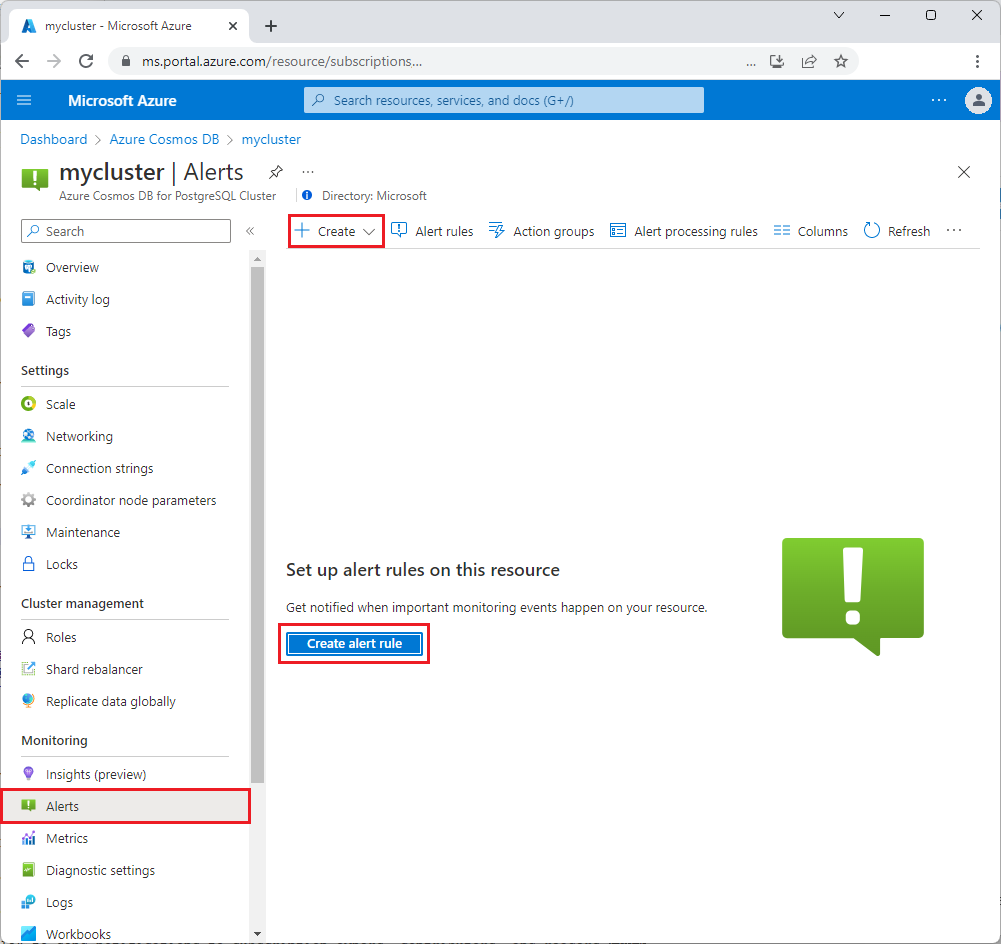 mycluster - Microsoft Azure
ms.portal.azure.com/resource/subscriptions...
...
Microsoft Azure
Search resources, services, and docs (G+/)
...
Dashboard > Azure Cosmos DB > mycluster
mycluster | Alerts
...
Azure Cosmos DB for PostgreSQL Cluster
Directory: Microsoft
Search
«
Create
Alert rules
Action groups
Alert processing rules
Columns
Refresh
...
Overview
Activity log
Tags
Settings
Scale
Networking
Connection strings
Coordinator node parameters
Maintenance
Locks
Cluster management
Roles
Shard rebalancer
Replicate data globally
Monitoring
Insights (preview)
Alerts
Metrics
Diagnostic settings
Logs
Workbooks
Set up alert rules on this resource
Get notified when important monitoring events happen on your resource.
Create alert rule